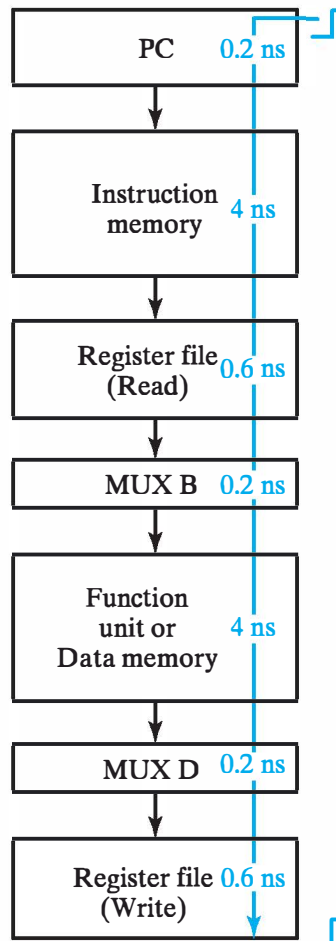 PC 0.2 ns
Instruction
memory
4 ns
Register file
(Read)
0.6 ns
MUX B 0.2 ns
Function
unit or
Data memory
4 ns
MUX D 0.2 ns
Register file
(Write)
0.6 ns